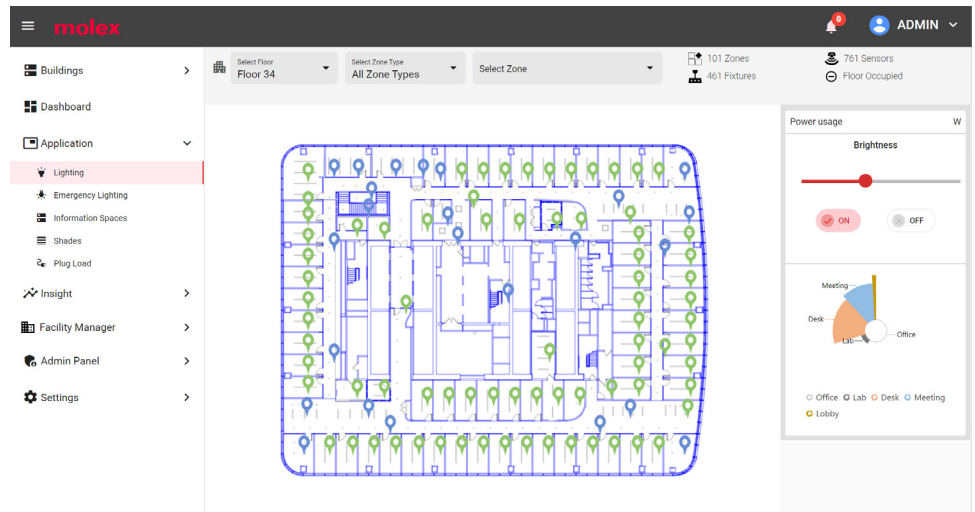 molex
0
ADMIN
Buildings
Dashboard
Application
Lighting
Emergency Lighting
Information Spaces
Shades
Plug Load
Insight
Facility Manager
Admin Panel
Settings
Select Floor
Floor 34
Select Zone Type
All Zone Types
Select Zone
101 Zones
461 Fixtures
761 Sensors
Floor Occupied
Power usage W
Brightness
ON OFF
Meeting
Desk
Office
Lab
Office Lab Desk Meeting
Lobby